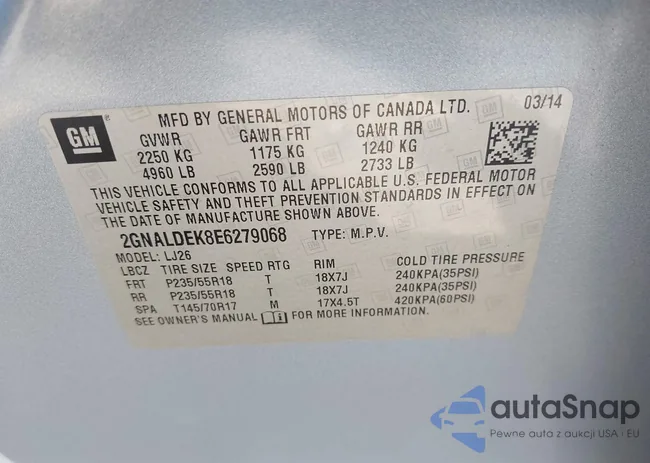 GM
MFD BY GENERAL MOTORS OF CANADA LTD. 03/14
GVWR GAWR FRT GAWR RR
2250 KG 1175 KG 1240 KG
4960 LB 2590 LB 2733 LB
THIS VEHICLE CONFORMS TO ALL APPLICABLE U.S. FEDERAL MOTOR
VEHICLE SAFETY AND THEFT PREVENTION STANDARDS IN EFFECT ON
THE DATE OF MANUFACTURE SHOWN ABOVE.
2GNALDEK8E6279068 TYPE: M.P.V.
MODEL: LJ26
LBCZ TIRE SIZE SPEED RTG RIM COLD TIRE PRESSURE
FRT P235/55R18 T 18X7J 240KPA(35PSI)
RR P235/55R18 T 18X7J 240KPA(35PSI)
SPA T145/70R17 M 17X4.5T 420KPA(60PSI)
SEE OWNER'S MANUAL FOR MORE INFORMATION.
autaSnap
Pewne auta z aukcji USA i EU